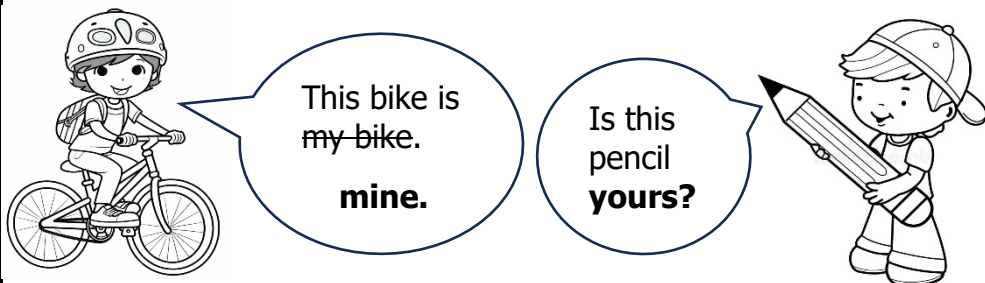 This bike is
my bike.
mine.
Is this
pencil
yours?